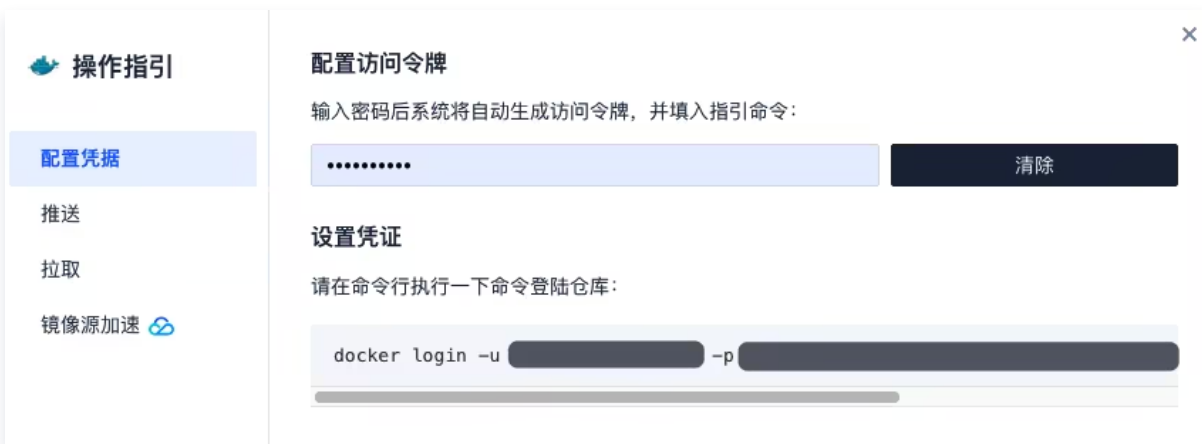 操作指引
配置凭据
推送
拉取
镜像源加速
配置访问令牌
输入密码后系统将自动生成访问令牌，并填入指引命令：
••••••••••
清除
设置凭证
请在命令行执行一下命令登陆仓库：
docker login -u -p